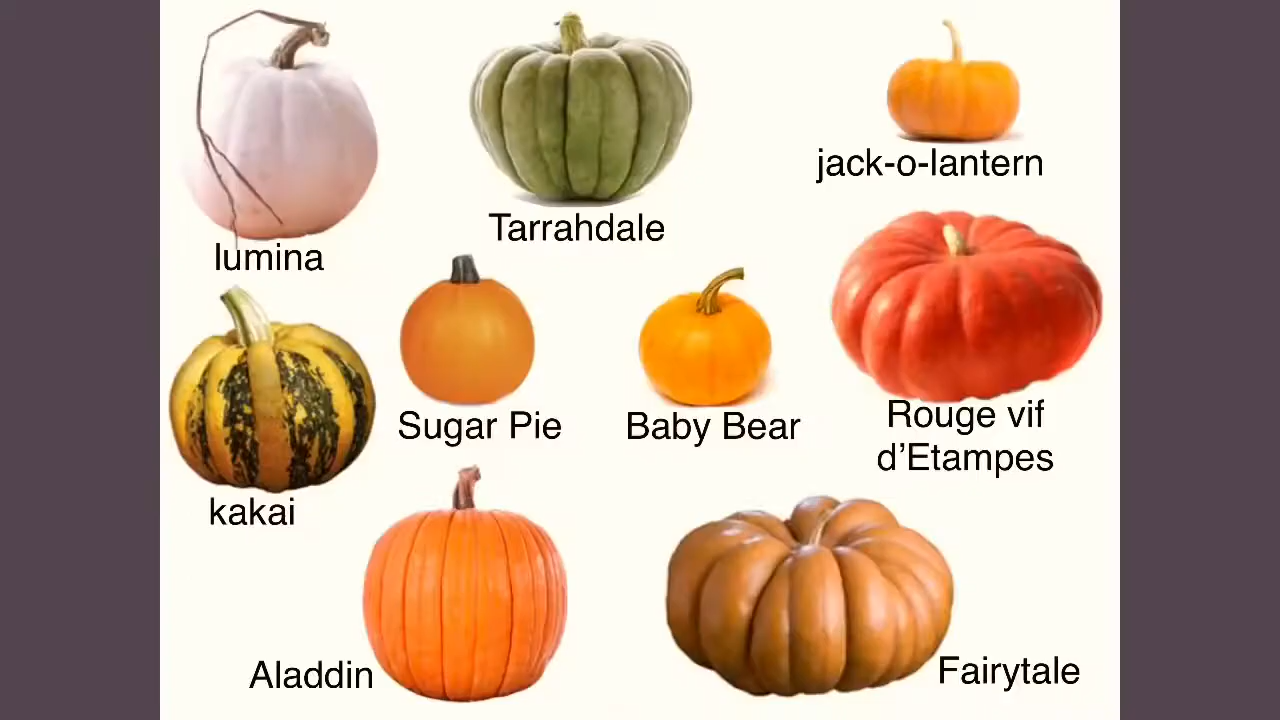 lumina
Tarrahdale
jack-o-lantern
kakai
Sugar Pie
Baby Bear
Rouge vif
d’Etampes
Aladdin
Fairytale